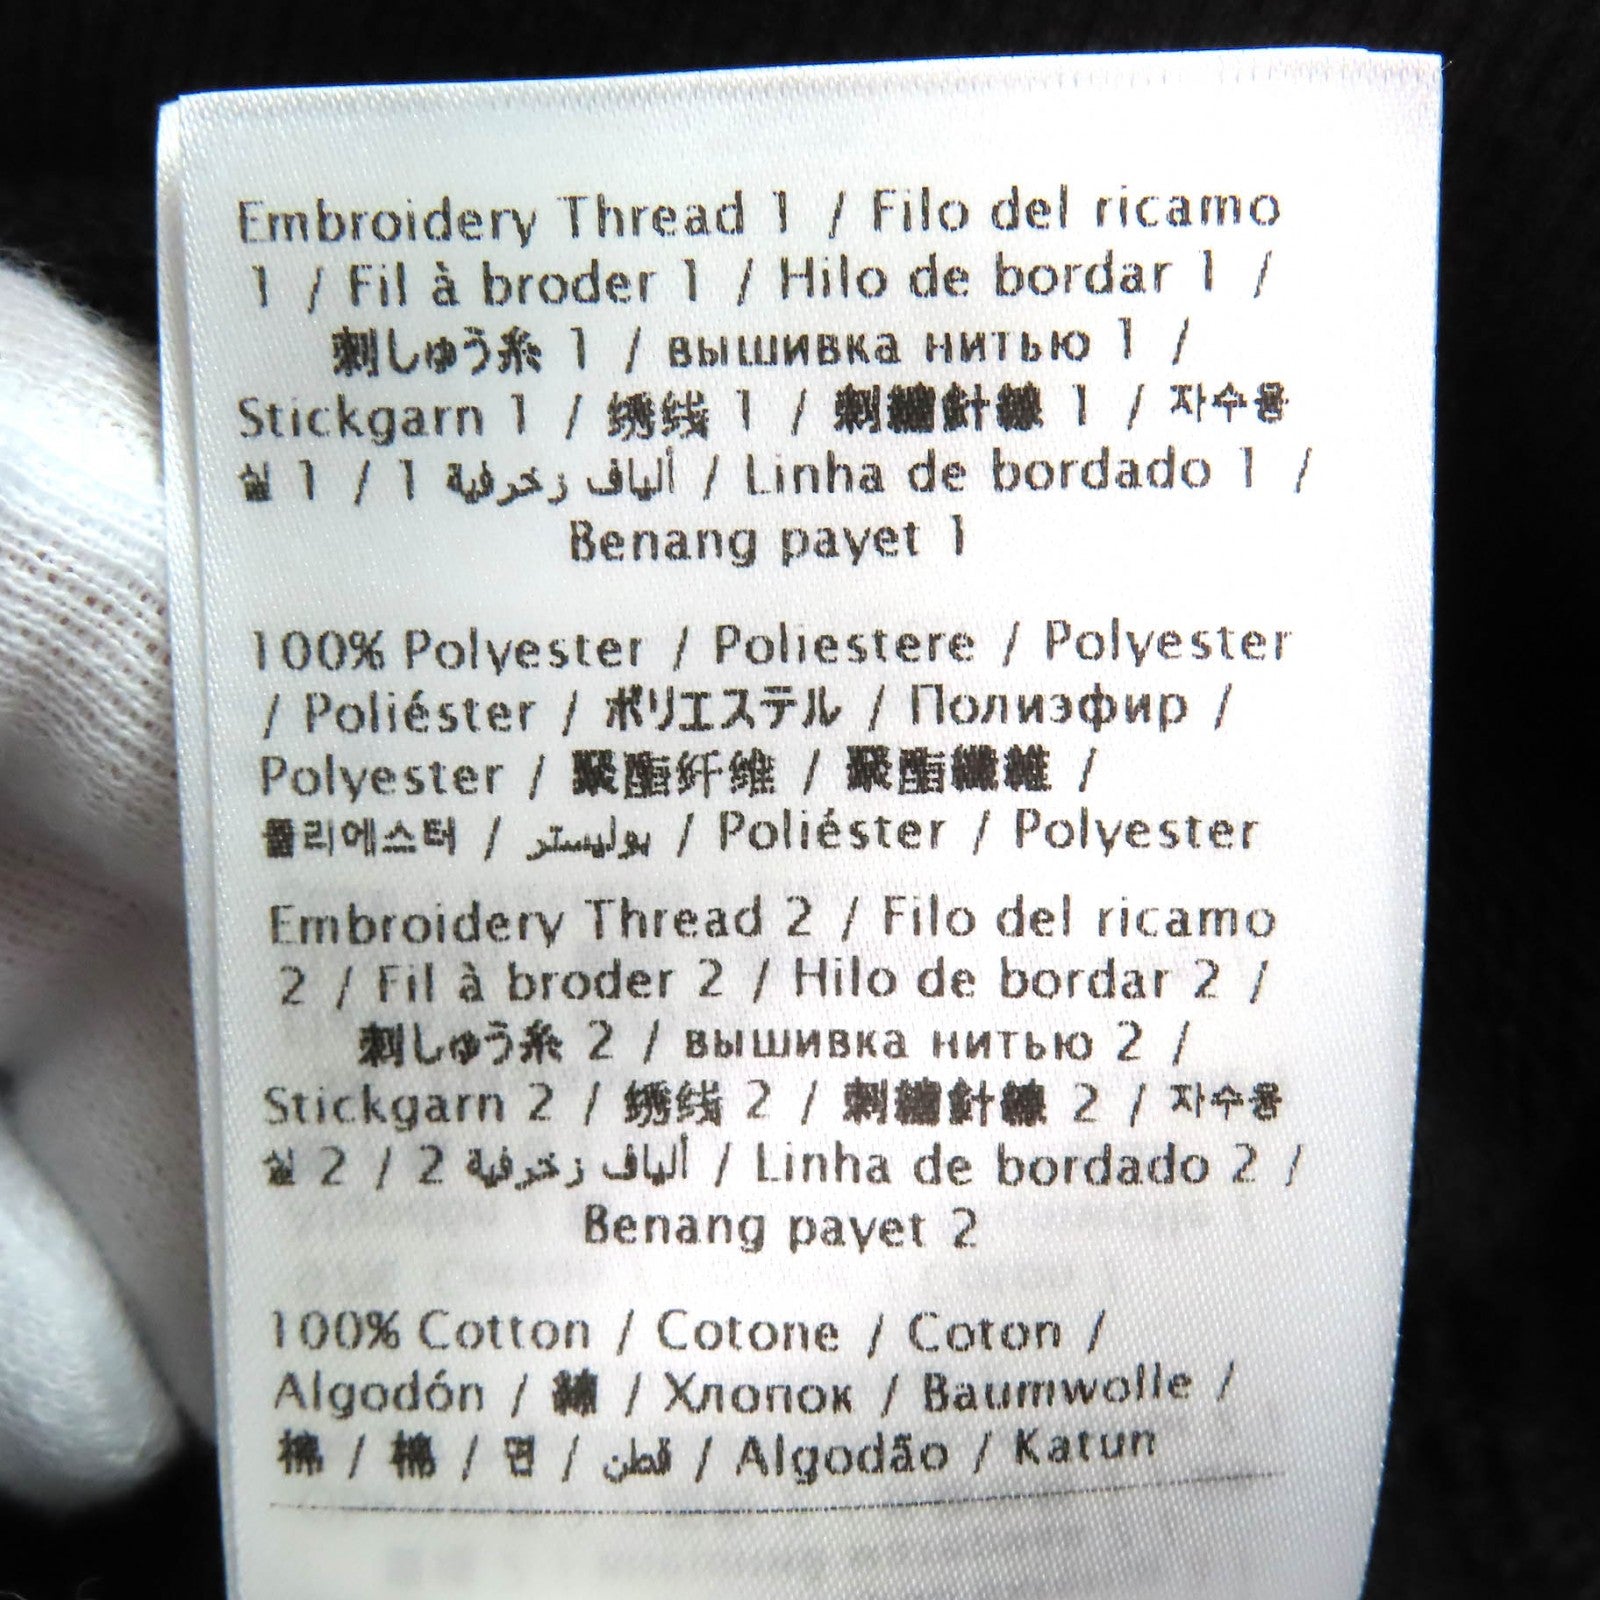 Embroidery Thread 1 / Filo del ricamo
1 / Fil à broder 1 / Hilo de bordar 1 /
刺しゅう糸 1 / вышивка нитью 1 /
Stickgarn 1 / 绣线 1 / 刺繡針線 1 / 자수용
실 1 / 1 ألياف زخرفية / Linha de bordado 1 /
Benang payet 1
100% Polyester / Poliestere / Polyester
/ Poliéster / ポリエステル / Полиэфир /
Polyester / 聚酯纤维 / 聚酯纖維 /
폴리에스터 / بوليستر / Poliéster / Polyester
Embroidery Thread 2 / Filo del ricamo
2 / Fil à broder 2 / Hilo de bordar 2 /
刺しゅう糸 2 / вышивка нитью 2 /
Stickgarn 2 / 绣线 2 / 刺繡針線 2 / 자수용
실 2 / 2 ألياف زخرفية / Linha de bordado 2 /
Benang payet 2
100% Cotton / Cotone / Coton /
Algodón / 綿 / Хлопок / Baumwolle /
棉 / 棉 / 면 / قطن / Algodão / Katun